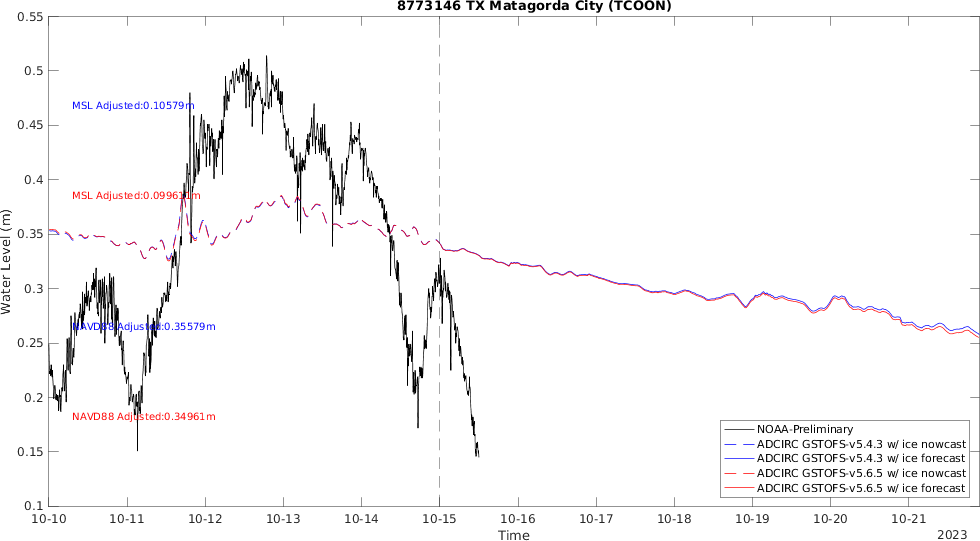 8773146 TX Matagorda City (TCOON)
0.55
0.5
0.45
0.4
0.35
0.3
0.25
0.2
0.15
0.1
Water Level (m)
MSL Adjusted:0.10579m
MSL Adjusted:0.099611m
NAVD88 Adjusted:0.35579m
NAVD88 Adjusted:0.34961m
NOAA-Preliminary
ADCIRC GSTOFS-v5.4.3 w/ ice nowcast
ADCIRC GSTOFS-v5.4.3 w/ ice forecast
ADCIRC GSTOFS-v5.6.5 w/ ice nowcast
ADCIRC GSTOFS-v5.6.5 w/ ice forecast
10-10 10-11 10-12 10-13 10-14 10-15 10-16 10-17 10-18 10-19 10-20 10-21
Time
2023